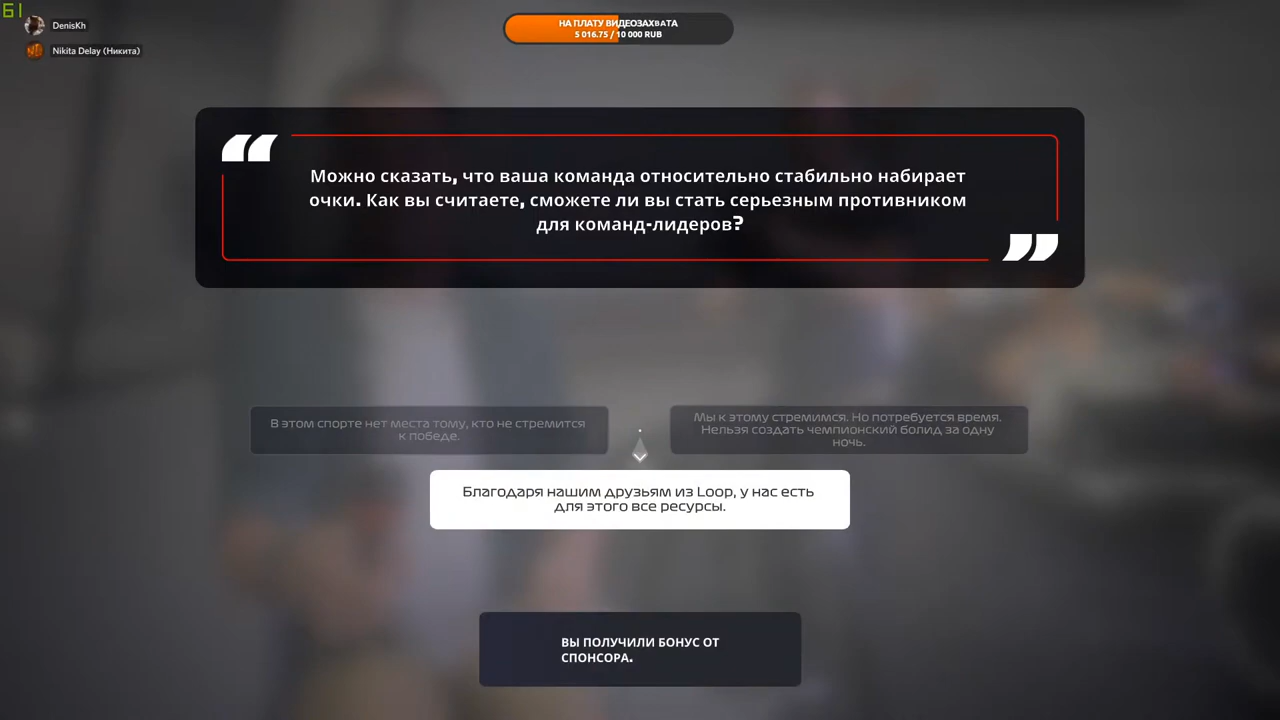 61
DenisKh
Nikita Delay (Никита)
НА ПЛАТУ ВИДЕОЗАХВАТА
5 016.75 / 10 000 RUB
Можно сказать, что ваша команда относительно стабильно набирает
очки. Как вы считаете, сможете ли вы стать серьезным противником
для команд-лидеров?
В этом спорте нет места тому, кто не стремится
к победе.
Мы к этому стремимся. Но потребуется время.
Нельзя создать чемпионский болид за одну
ночь.
Благодаря нашим друзьям из Loop, у нас есть
для этого все ресурсы.
ВЫ ПОЛУЧИЛИ БОНУС ОТ
СПОНСОРА.